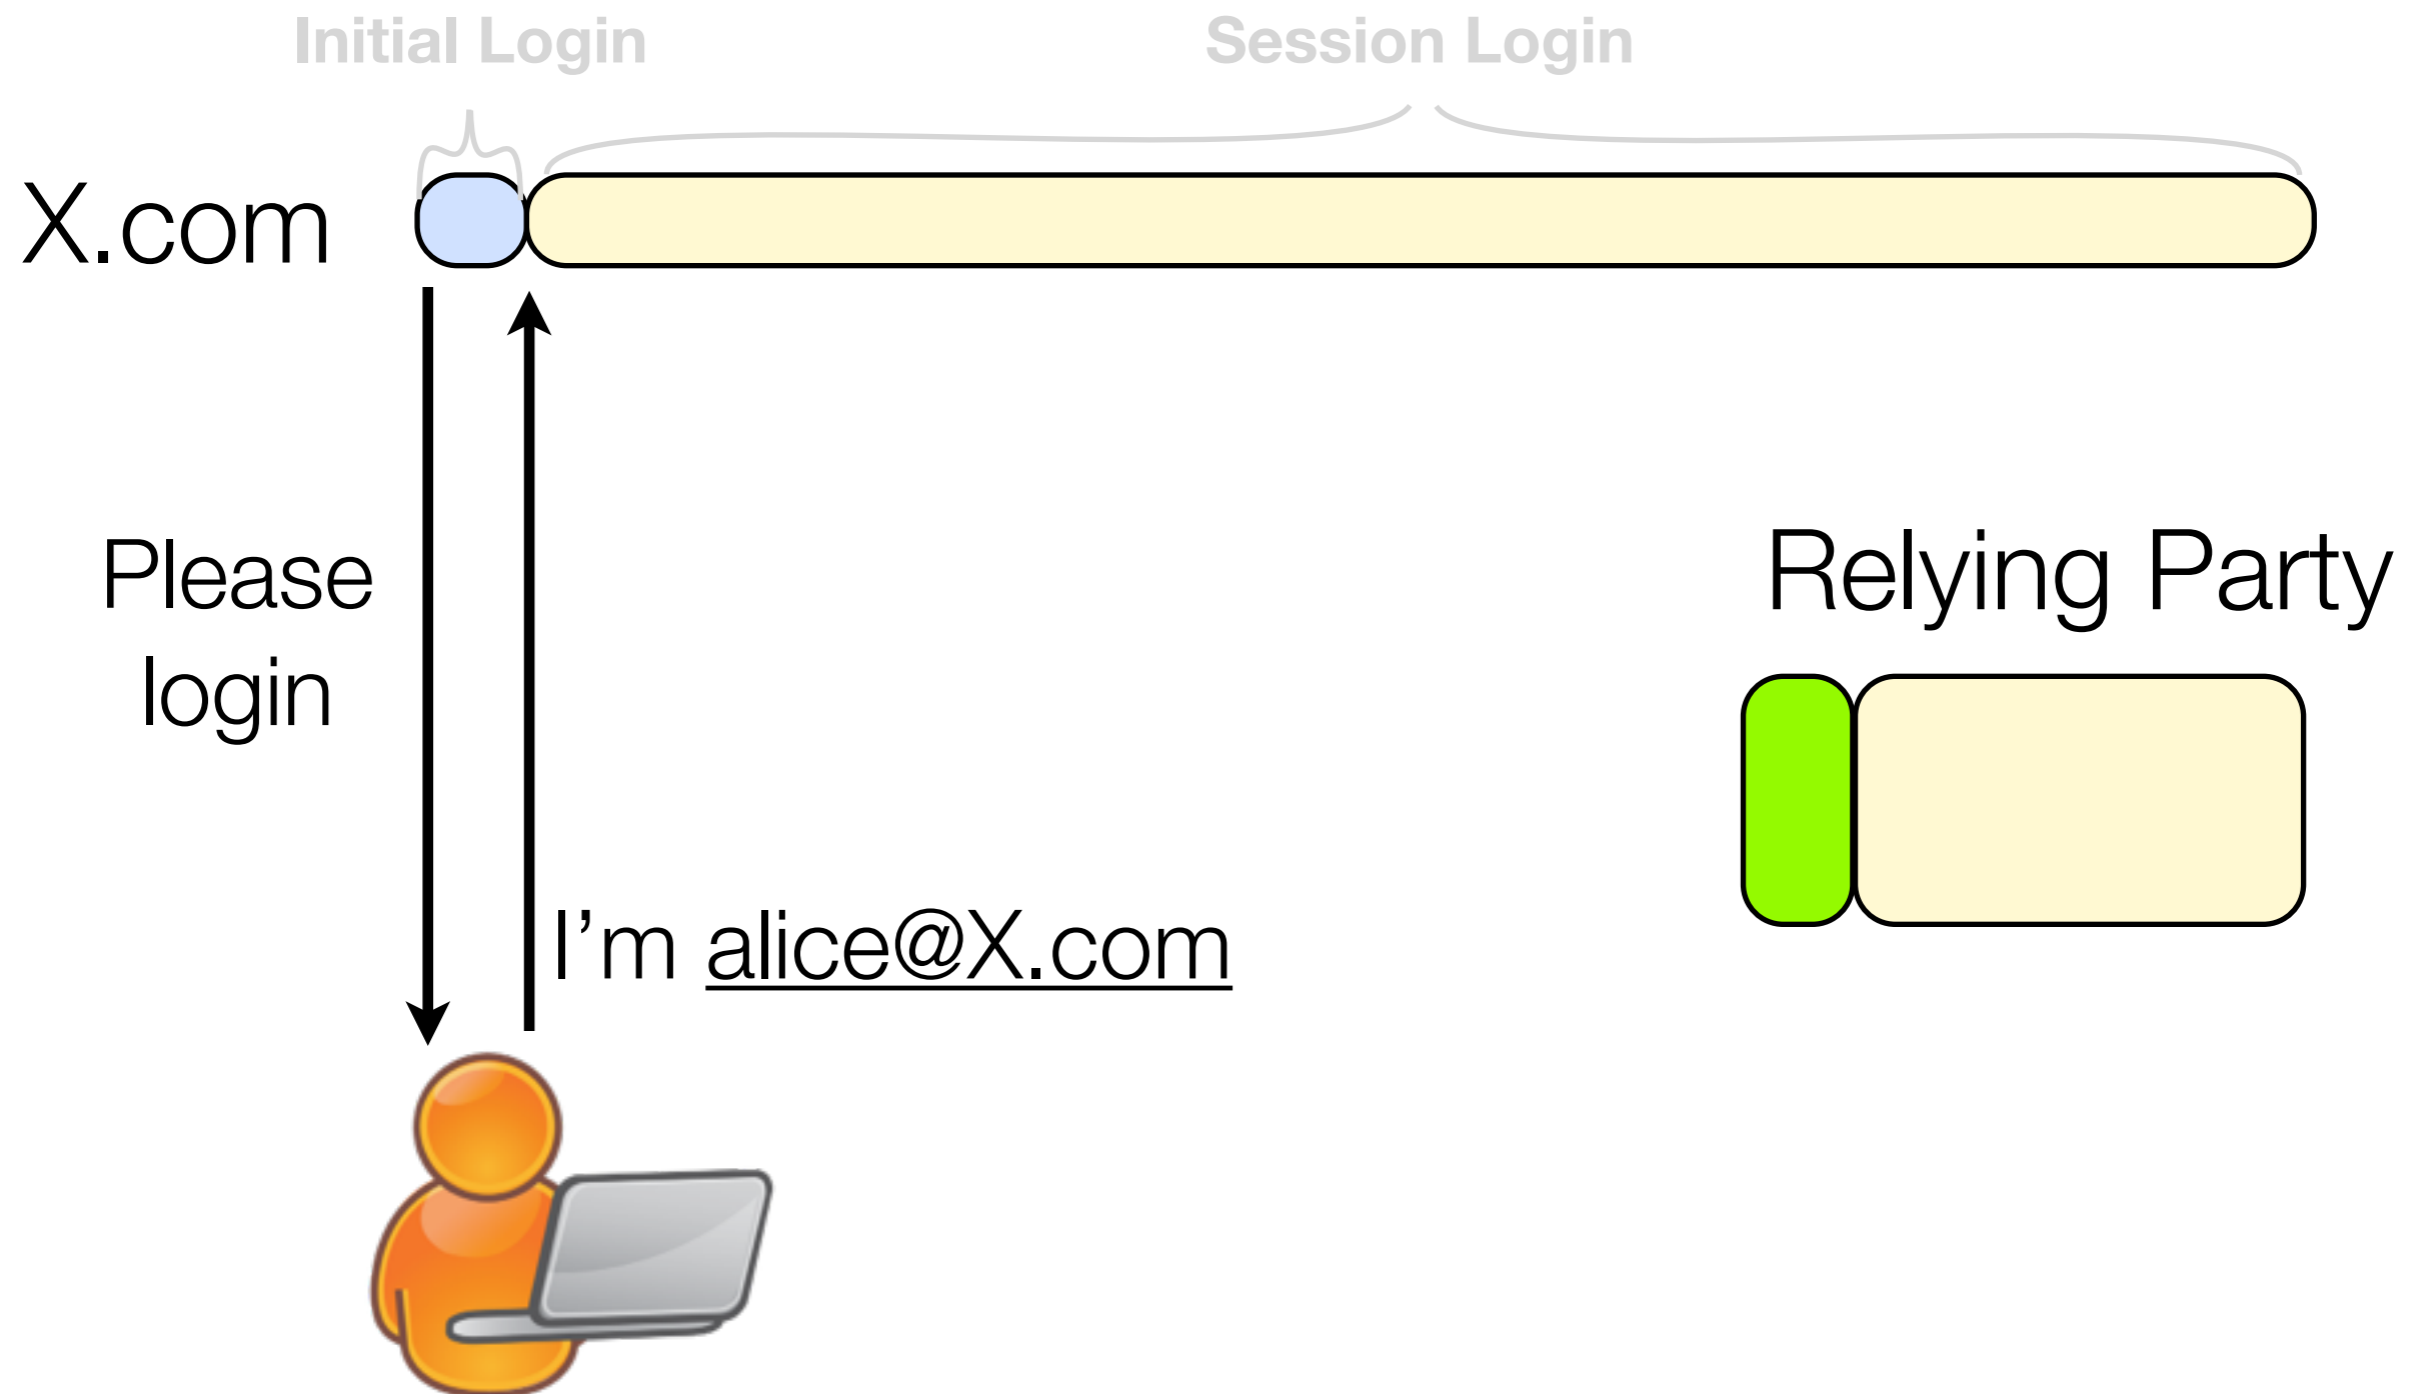 Initial Login
Session Login
X.com
Please
login
Relying Party
I’m alice@X.com